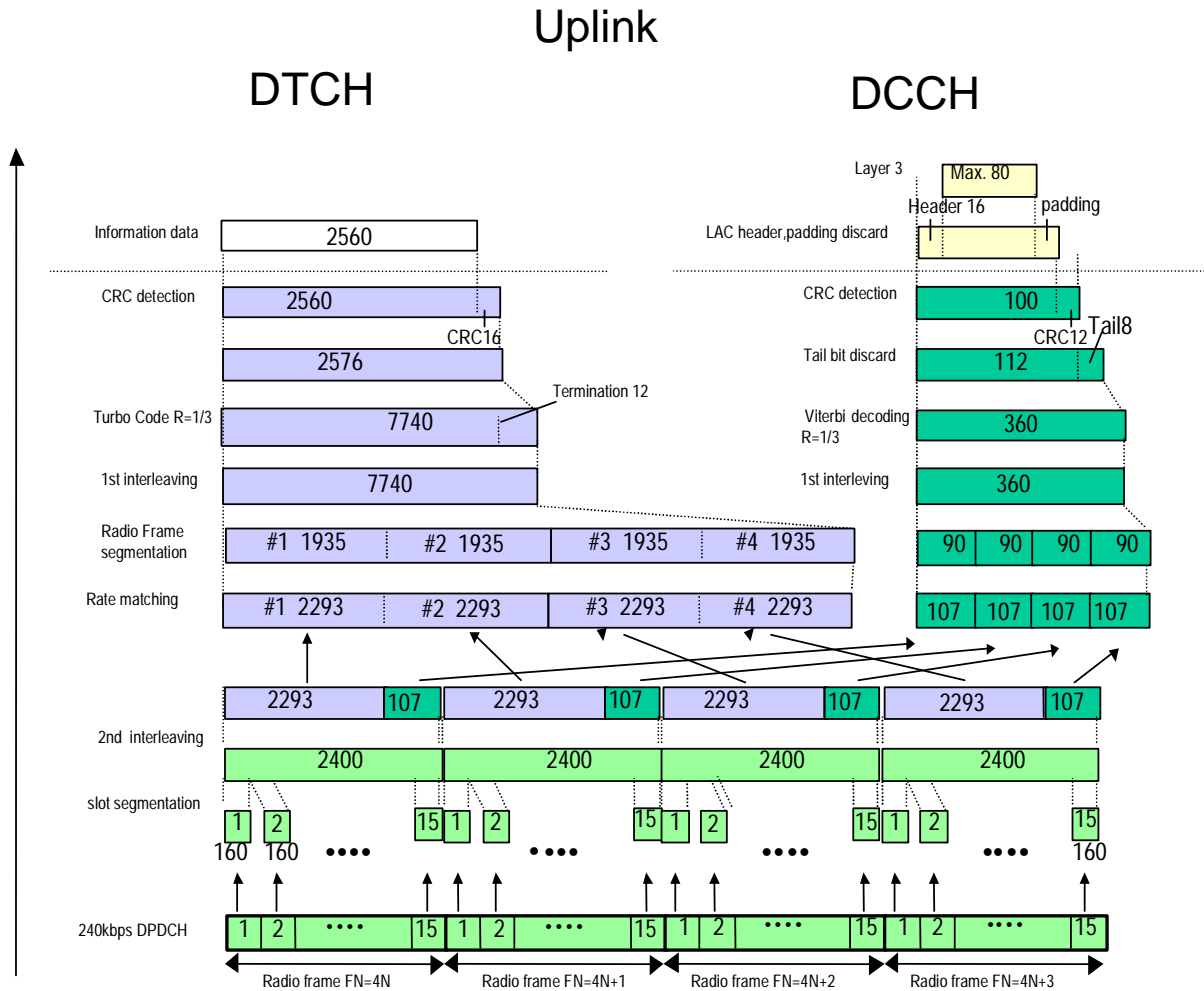 Uplink
DTCH DCCH
Layer 3 Max. 80
Header 16 padding
Information data 2560 LAC header,padding discard
CRC detection 2560 CRC detection 100
CRC16 CRC12 Tail8
2576 Tail bit discard 112
Termination 12
Turbo Code R=1/3 7740 Viterbi decoding 360
R=1/3
1st interleaving 7740 1st interleving 360
Radio Frame
segmentation #1 1935 #2 1935 #3 1935 #4 1935 90 90 90 90
Rate matching #1 2293 #2 2293 #3 2293 #4 2293 107 107 107 107
2293 107 2293 107 2293 107 2293 107
2nd interleaving
2400 2400 2400 2400
slot segmentation
1 2 15 1 2 15 1 2 15 1 2 15
160 160 •••• •••• •••• •••• 160
240kbps DPDCH 1 2 •••• 15 1 2 •••• 15 1 2 •••• 15 1 2 •••• 15
Radio frame FN=4N Radio frame FN=4N+1 Radio frame FN=4N+2 Radio frame FN=4N+3